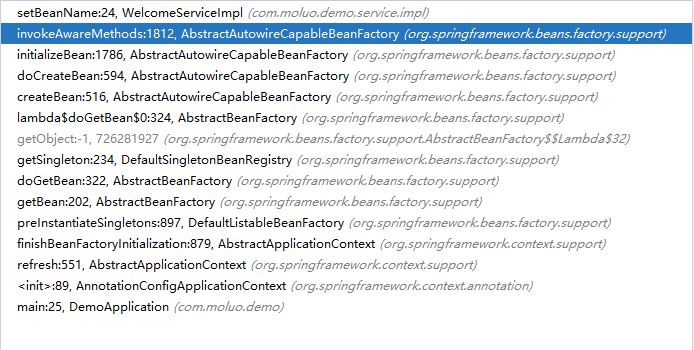 setBeanName:24, WelcomeServiceImpl (com.moluo.demo.service.impl)
invokeAwareMethods:1812, AbstractAutowireCapableBeanFactory (org.springframework.beans.factory.support)
initializeBean:1786, AbstractAutowireCapableBeanFactory (org.springframework.beans.factory.support)
doCreateBean:594, AbstractAutowireCapableBeanFactory (org.springframework.beans.factory.support)
createBean:516, AbstractAutowireCapableBeanFactory (org.springframework.beans.factory.support)
lambda$doGetBean$0:324, AbstractBeanFactory (org.springframework.beans.factory.support)
getObject:-1, 726281927 (org.springframework.beans.factory.support.AbstractBeanFactory$$Lambda$32)
getSingleton:234, DefaultSingletonBeanRegistry (org.springframework.beans.factory.support)
doGetBean:322, AbstractBeanFactory (org.springframework.beans.factory.support)
getBean:202, AbstractBeanFactory (org.springframework.beans.factory.support)
preInstantiateSingletons:897, DefaultListableBeanFactory (org.springframework.beans.factory.support)
finishBeanFactoryInitialization:879, AbstractApplicationContext (org.springframework.context.support)
refresh:551, AbstractApplicationContext (org.springframework.context.support)
<init>:89, AnnotationConfigApplicationContext (org.springframework.context.annotation)
main:25, DemoApplication (com.moluo.demo)